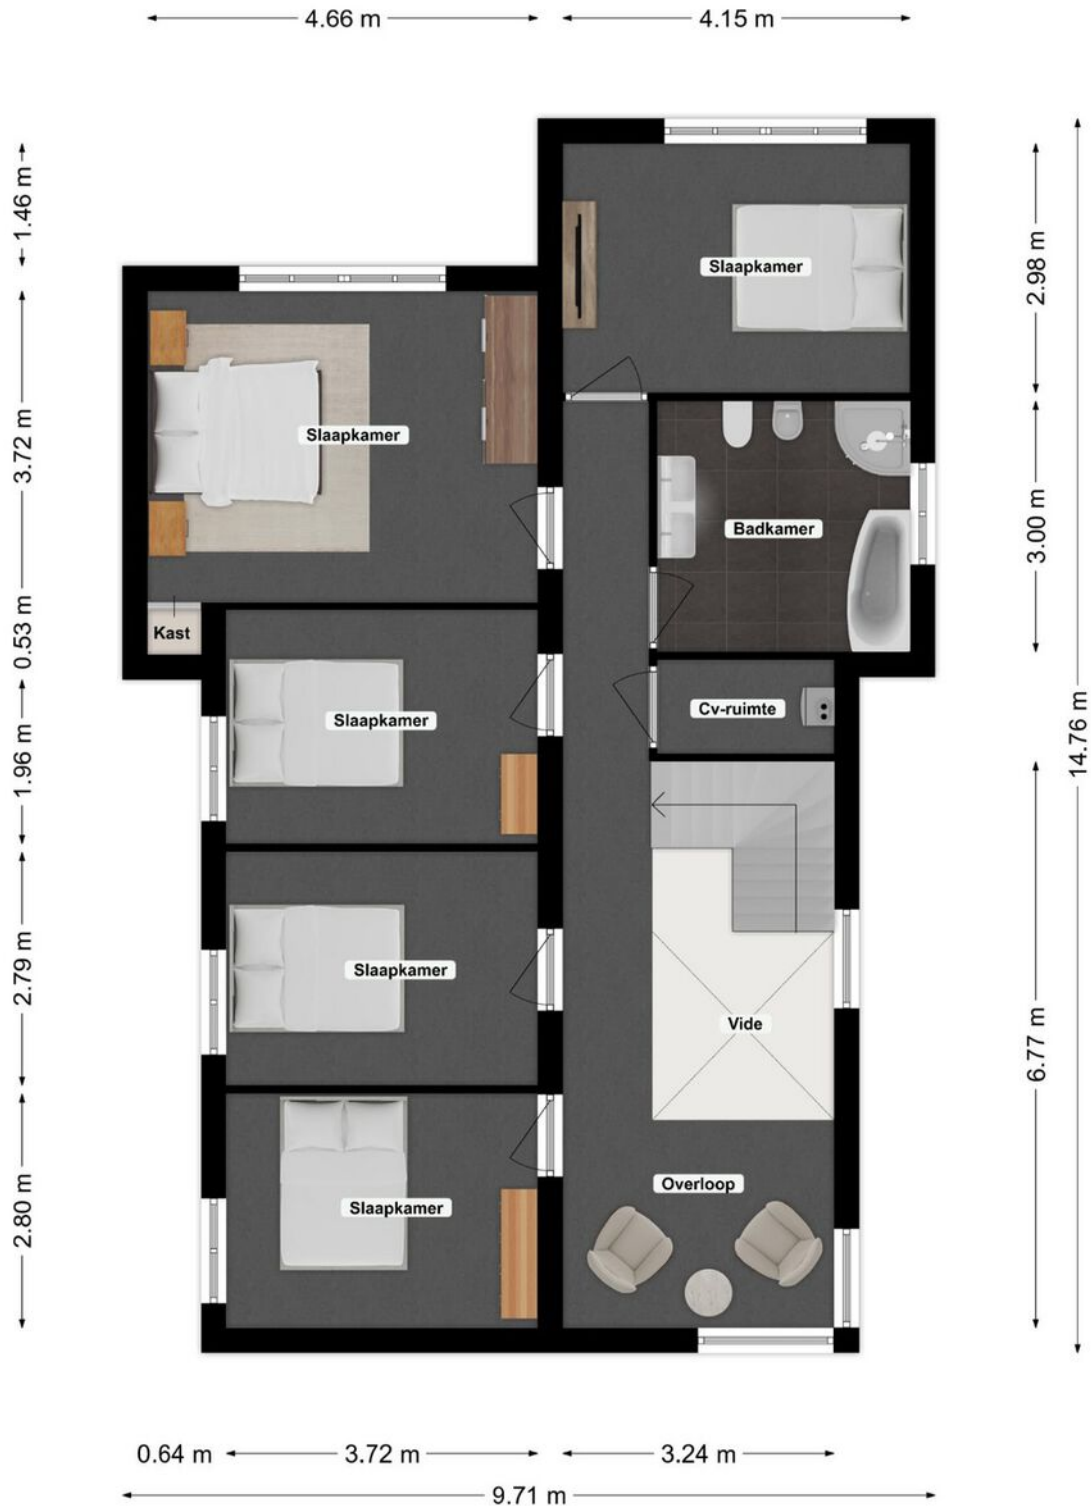 4.66 m
4.15 m
1.46 m
2.98 m
Slaapkamer
3.72 m
Slaapkamer
3.00 m
Badkamer
0.53 m
Kast
14.76 m
1.96 m
Slaapkamer
Cv-ruimte
2.79 m
Slaapkamer
Vide
6.77 m
2.80 m
Overloop
Slaapkamer
0.64 m
3.72 m
3.24 m
9.71 m